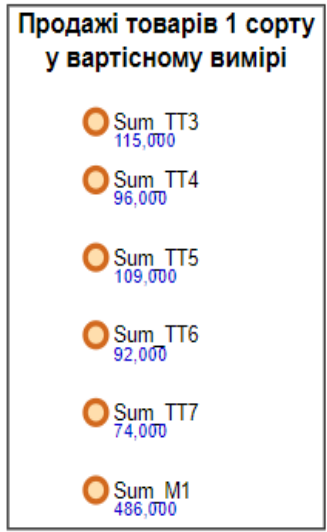 Продажі товарів 1 сорту
у вартісному вимірі
Sum_TT3
115,000
Sum_TT4
96,000
Sum_TT5
109,000
Sum_TT6
92,000
Sum_TT7
74,000
Sum_M1
486,000